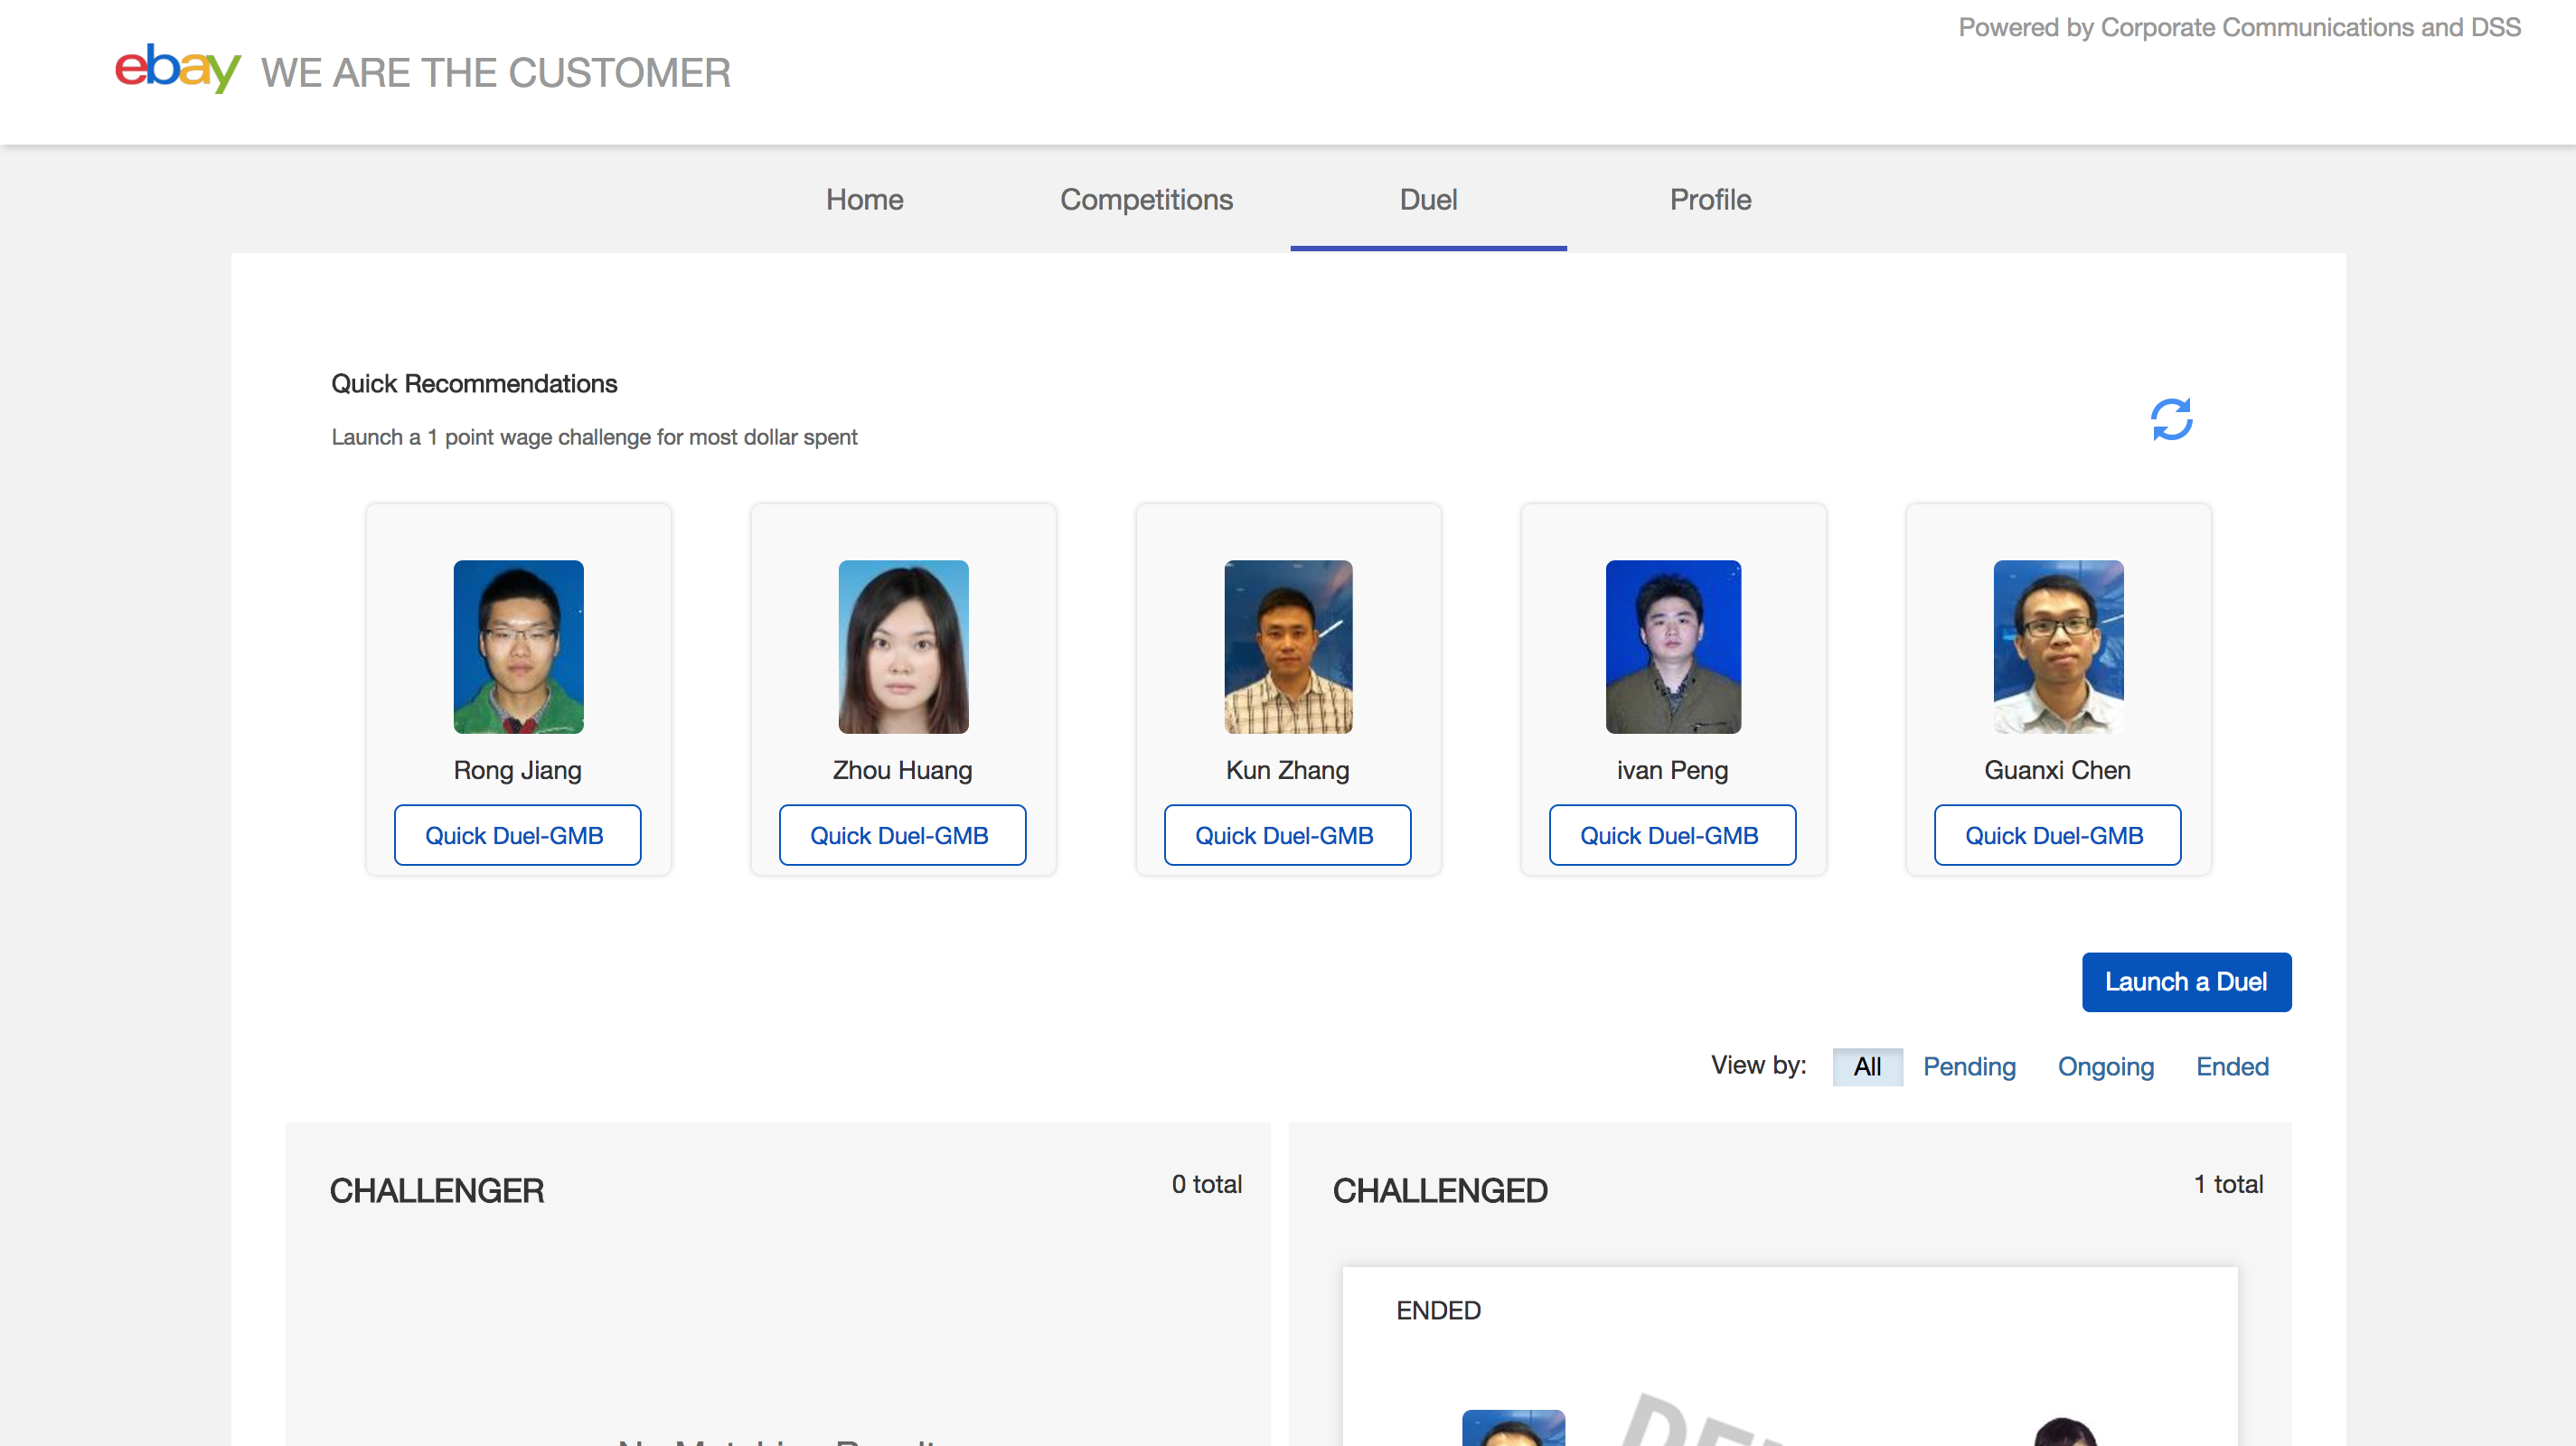 Powered by Corporate Communications and DSS
ebay WE ARE THE CUSTOMER
Home Competitions Duel Profile
Quick Recommendations
Launch a 1 point wage challenge for most dollar spent
Rong Jiang Zhou Huang Kun Zhang ivan Peng Guanxi Chen
Quick Duel-GMB Quick Duel-GMB Quick Duel-GMB Quick Duel-GMB Quick Duel-GMB
Launch a Duel
View by: All Pending Ongoing Ended
CHALLENGER 0 total
CHALLENGED 1 total
ENDED